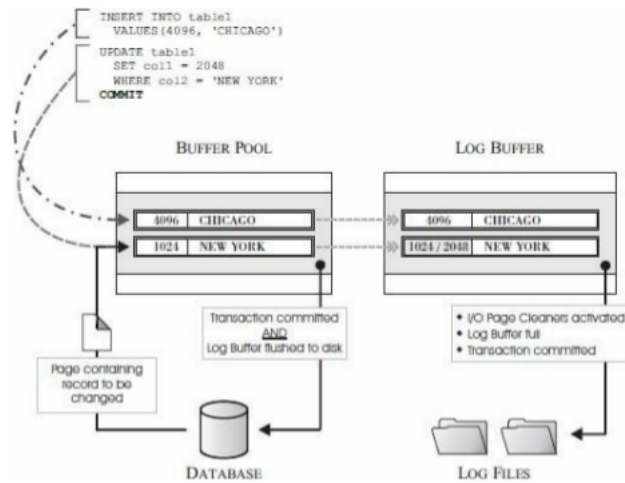 INSERT INTO table1
VALUES(4096, 'CHICAGO')
UPDATE table1
SET col1 = 2048
WHERE col2 = 'NEW YORK'
COMMIT
BUFFER POOL
LOG BUFFER
4096 CHICAGO
4096 CHICAGO
1024 NEW YORK
1024/2048 NEW YORK
Transaction committed
AND
Log Buffer flushed to disk
• I/O Page Cleaners activated
• Log Buffer full
• Transaction committed
Page containing
record to be
changed
DATABASE
LOG FILES